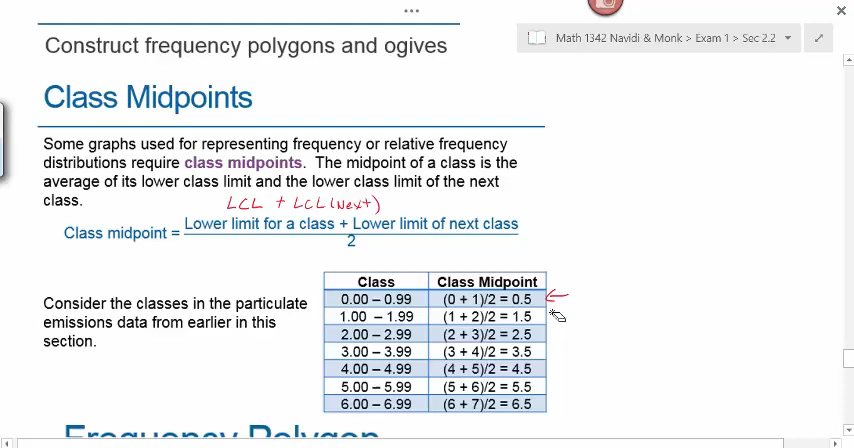 Construct frequency polygons and ogives
Math 1342 Navidi & Monk > Exam 1 > Sec 2.2
Class Midpoints
Some graphs used for representing frequency or relative frequency
distributions require class midpoints. The midpoint of a class is the
average of its lower class limit and the lower class limit of the next
class.
LCL + LCL (Next)
Class midpoint = Lower limit for a class + Lower limit of next class
2
Consider the classes in the particulate
emissions data from earlier in this
section.
Class Class Midpoint
0.00 – 0.99 (0 + 1)/2 = 0.5
1.00 – 1.99 (1 + 2)/2 = 1.5
2.00 – 2.99 (2 + 3)/2 = 2.5
3.00 – 3.99 (3 + 4)/2 = 3.5
4.00 – 4.99 (4 + 5)/2 = 4.5
5.00 – 5.99 (5 + 6)/2 = 5.5
6.00 – 6.99 (6 + 7)/2 = 6.5
Frequency Polygon